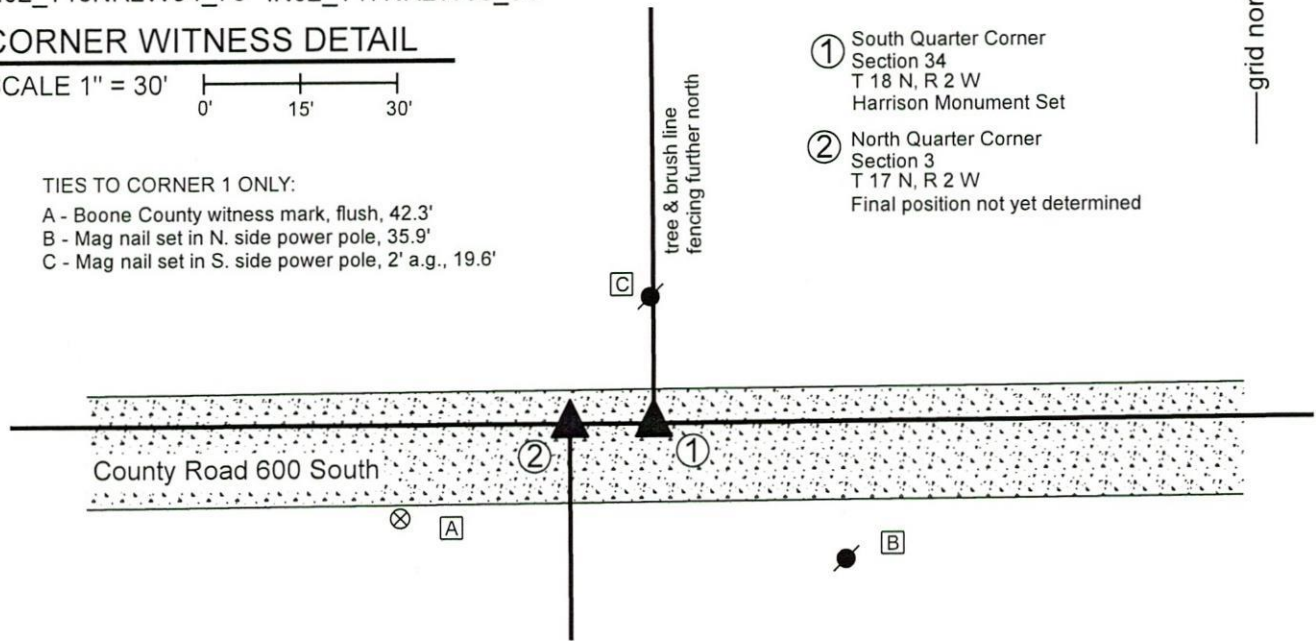 CORNER WITNESS DETAIL
SCALE 1" = 30'
0' 15' 30'
TIES TO CORNER 1 ONLY:
A - Boone County witness mark, flush, 42.3'
B - Mag nail set in N. side power pole, 35.9'
C - Mag nail set in S. side power pole, 2' a.g., 19.6'
tree & brush line
fencing further north
1 South Quarter Corner
Section 34
T 18 N, R 2 W
Harrison Monument Set
2 North Quarter Corner
Section 3
T 17 N, R 2 W
Final position not yet determined
grid
C
2
1
County Road 600 South
A
B